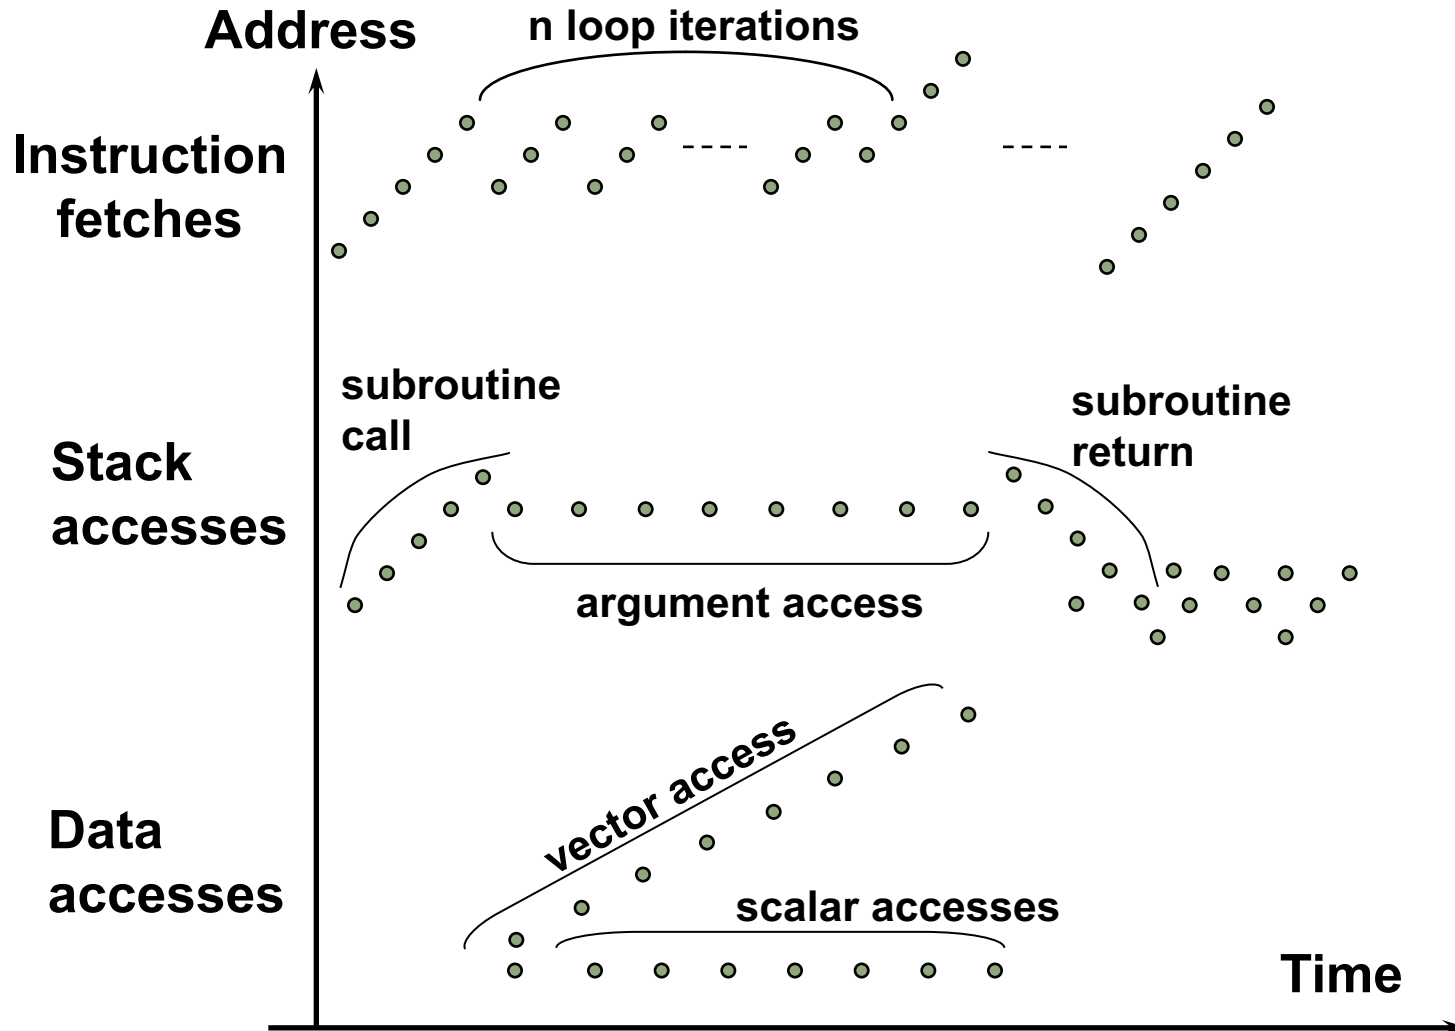 Address
n loop iterations
Instruction
fetches
subroutine
call
subroutine
return
Stack
accesses
argument access
vector access
Data
accesses
scalar accesses
Time